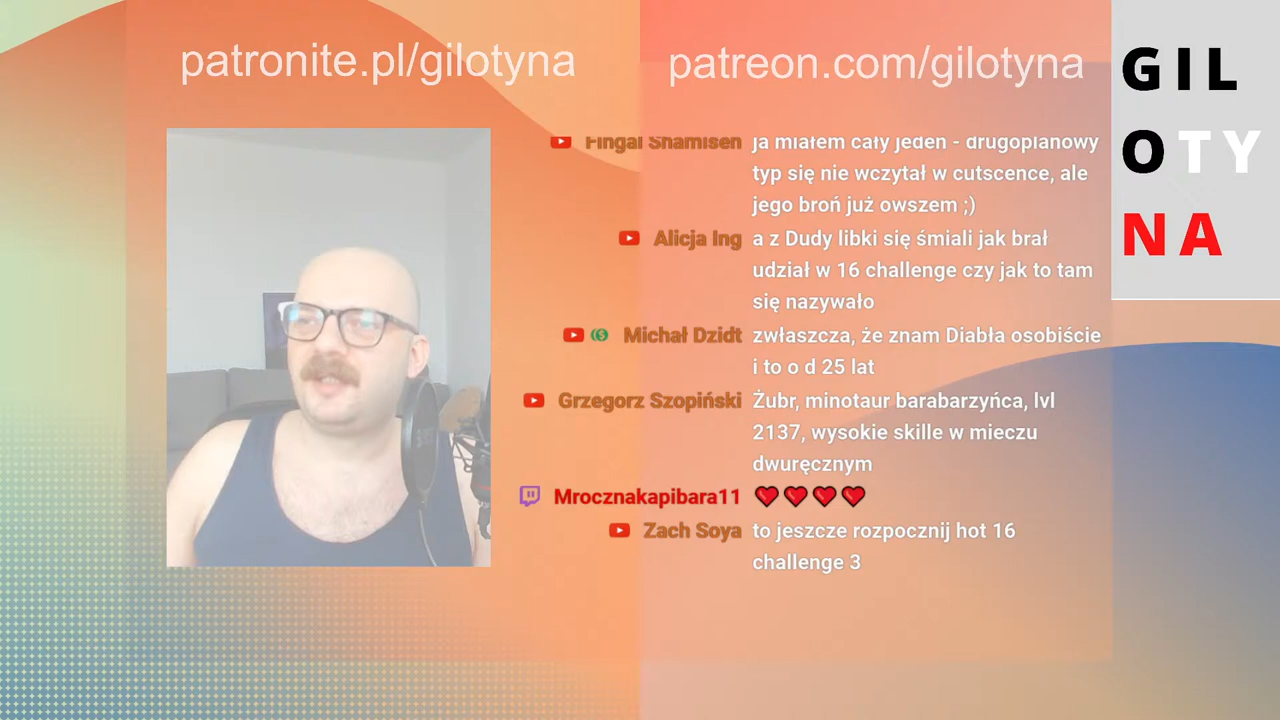 patronite.pl/gilotyna
patreon.com/gilotyna
GIL
OTY
NA
Fingal Shamisen ja miałem cały jeden - drugoplanowy
typ się nie wczytał w cutscence, ale
jego broń już owszem ;)
Alicja Ing a z Dudy libki się śmiali jak brał
udział w 16 challenge czy jak to tam
się nazywało
Michał Dzidt zwłaszcza, że znam Diabła osobiście
i to o d 25 lat
Grzegorz Szopiński Żubr, minotaur barabarzyńca, lvl
2137, wysokie skille w mieczu
dwuręcznym
Mrocznakapibara11
Zach Soya to jeszcze rozpocznij hot 16
challenge 3